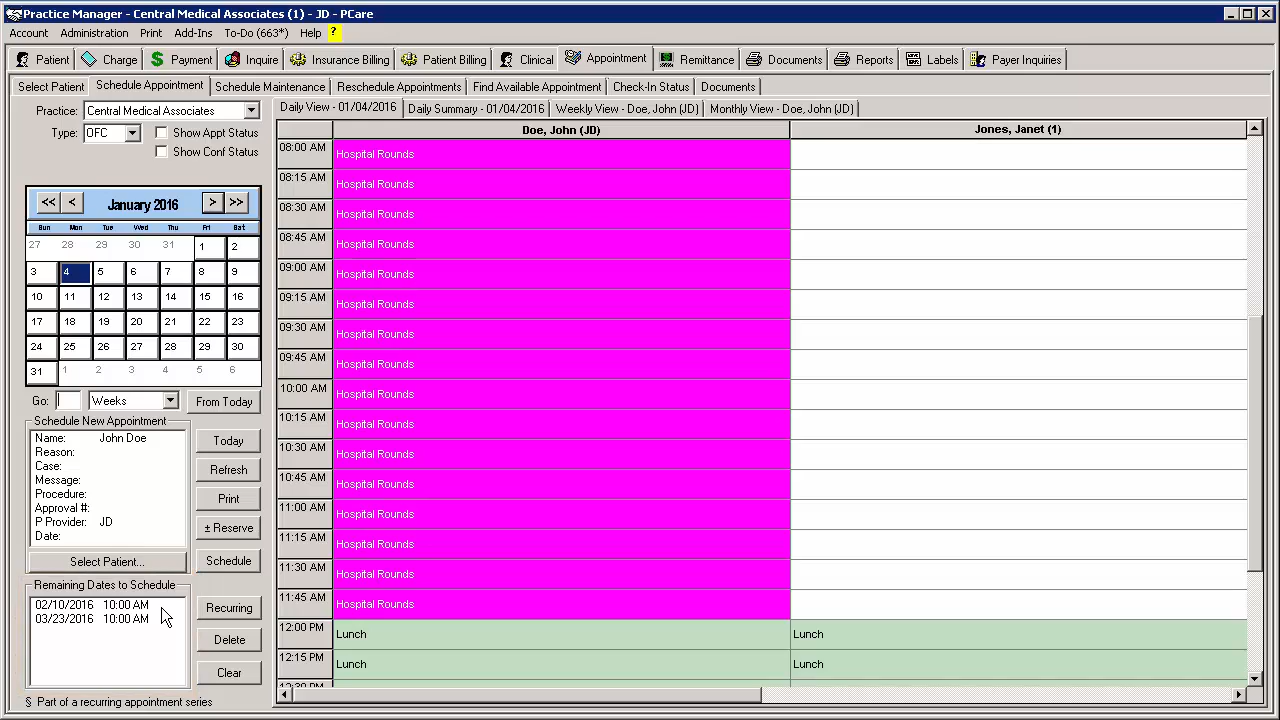 Practice Manager - Central Medical Associates (1) - JD - PCare
Account Administration Print Add-Ins To-Do (663*) Help ?
Patient Charge $ Payment Inquire Insurance Billing Patient Billing Clinical Appointment Remittance Documents Reports Labels Payer Inquiries
Select Patient Schedule Appointment Schedule Maintenance Reschedule Appointments Find Available Appointment Check-In Status Documents
Practice: Central Medical Associates
Type: OFC Show Appt Status
Show Conf Status
<< < January 2016 > >>
Sun Mon Tue Wed Thu Fri Sat
27 28 29 30 31 1 2
3 4 5 6 7 8 9
10 11 12 13 14 15 16
17 18 19 20 21 22 23
24 25 26 27 28 29 30
31 1 2 3 4 5 6
Go: Weeks From Today
Schedule New Appointment
Name: John Doe
Reason:
Case:
Message:
Procedure:
Approval #:
P Provider: JD
Date:
Select Patient...
Today
Refresh
Print
± Reserve
Schedule
Remaining Dates to Schedule
02/10/2016 10:00 AM
03/23/2016 10:00 AM
Recurring
Delete
Clear
§ Part of a recurring appointment series
Daily View - 01/04/2016 Daily Summary - 01/04/2016 Weekly View - Doe, John (JD) Monthly View - Doe, John (JD)
Doe, John (JD) Jones, Janet (1)
08:00 AM Hospital Rounds
08:15 AM Hospital Rounds
08:30 AM Hospital Rounds
08:45 AM Hospital Rounds
09:00 AM Hospital Rounds
09:15 AM Hospital Rounds
09:30 AM Hospital Rounds
09:45 AM Hospital Rounds
10:00 AM Hospital Rounds
10:15 AM Hospital Rounds
10:30 AM Hospital Rounds
10:45 AM Hospital Rounds
11:00 AM Hospital Rounds
11:15 AM Hospital Rounds
11:30 AM Hospital Rounds
11:45 AM Hospital Rounds
12:00 PM Lunch Lunch
12:15 PM Lunch Lunch
12:30 PM